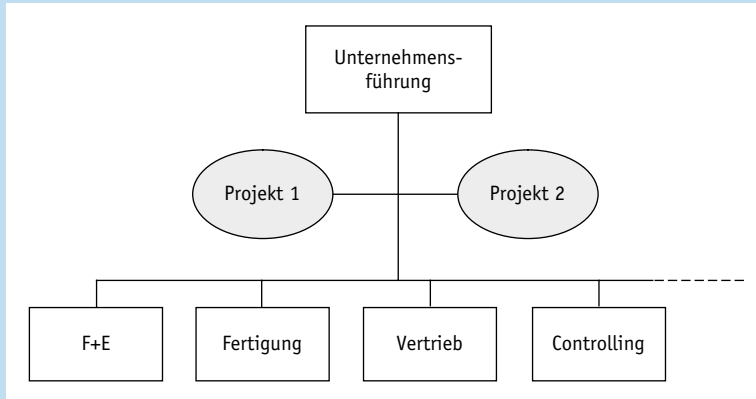 Unternehmens-
führung
Projekt 1
Projekt 2
F+E
Fertigung
Vertrieb
Controlling